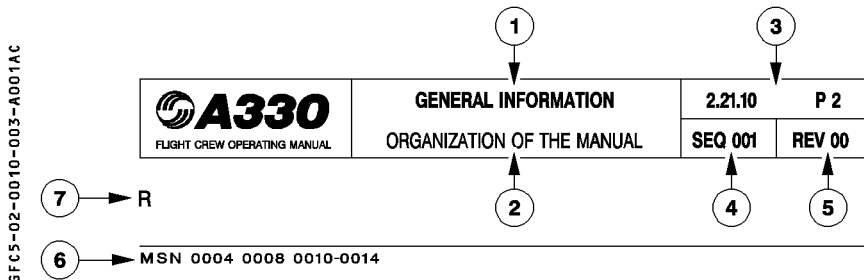 1
3
A330
FLIGHT CREW OPERATING MANUAL
GENERAL INFORMATION
2.21.10 P 2
ORGANIZATION OF THE MANUAL
SEQ 001 REV 00
7 R
2
4
5
6 MSN 0004 0008 0010-0014
GFC5-02-0010-003-A001AC